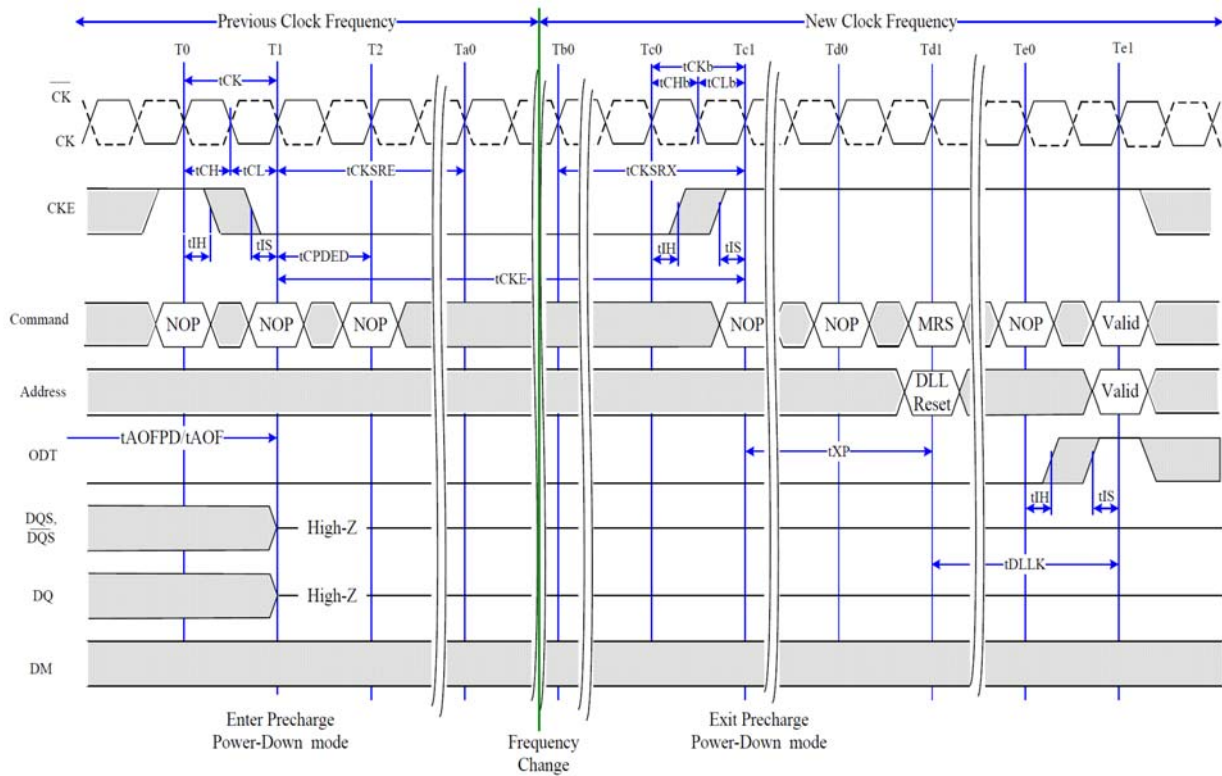 Previous Clock Frequency New Clock Frequency
T0 T1 T2 Ta0 Tb0 Tc0 Tc1 Td0 Td1 Te0 Te1
tCK tCKb
tCHb tCLb
CK
CK
tCH tCL tCKSRE tCKSRX
CKE
tIH tIS tCPDED tIH tIS
tCKE
Command NOP NOP NOP NOP NOP MRS NOP Valid
Address DLL Reset Valid
tAOFPD/tAOF
ODT tXP
tIH tIS
DQS, DQS High-Z
tDLLK
DQ High-Z
DM
Enter Precharge
Power-Down mode
Frequency
Change
Exit Precharge
Power-Down mode